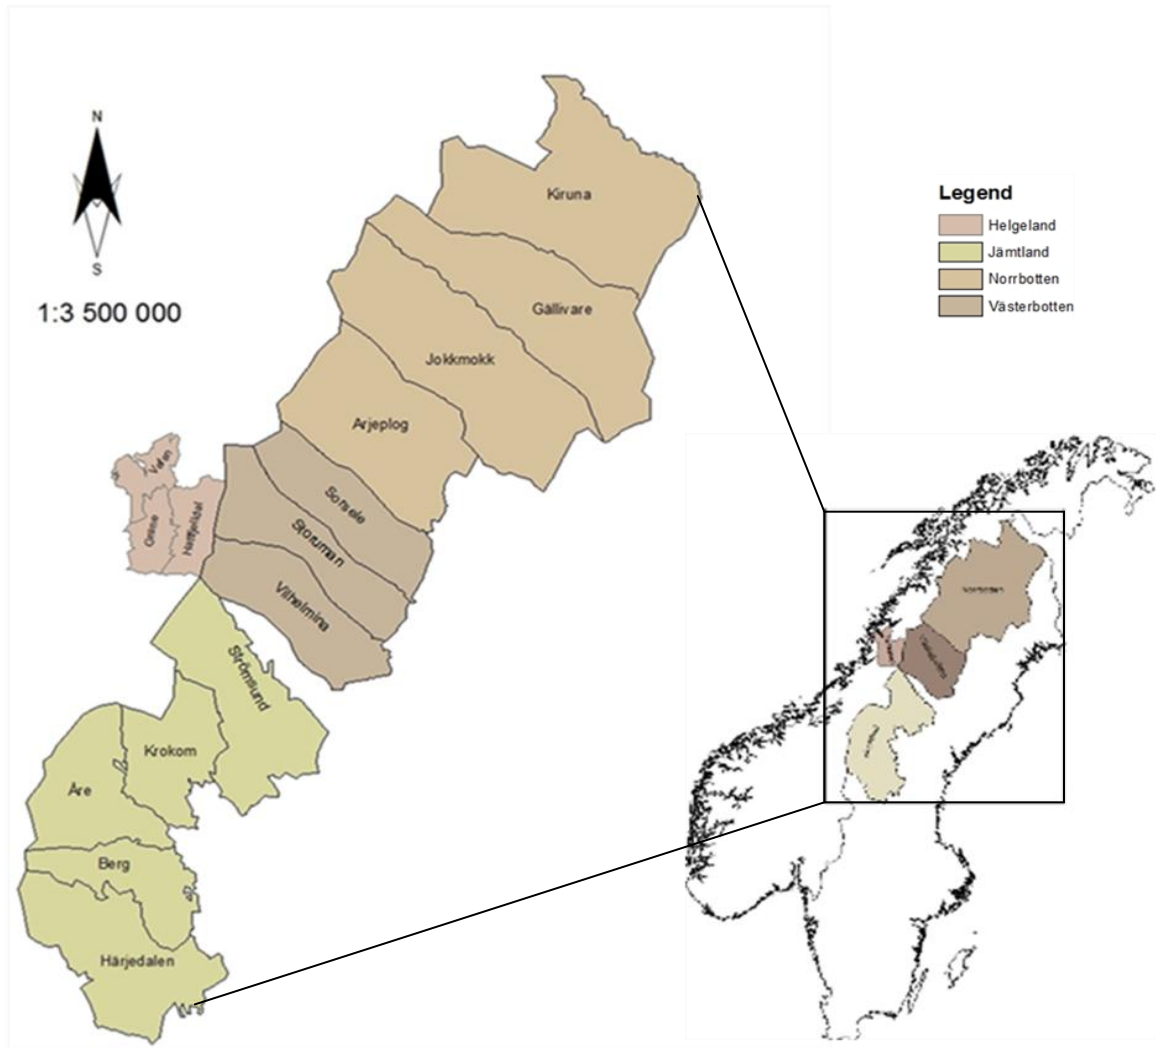 N
S
1:3 500 000
Kiruna
Gällivare
Jokkmokk
Arjeplog
Sorsele
Storuman
Vilhelmina
Vefsn
Grane
Hattfjelldal
Strömsund
Krokom
Åre
Berg
Härjedalen
Legend
Helgeland
Jämtland
Norrbotten
Västerbotten
Norrbotten